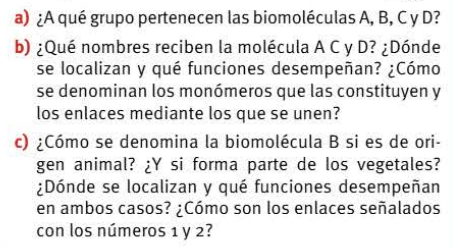 a) ¿A qué grupo pertenecen las biomoléculas A, B, C y D?
b) ¿Qué nombres reciben la molécula A C y D? ¿Dónde
se localizan y qué funciones desempeñan? ¿Cómo
se denominan los monómeros que las constituyen y
los enlaces mediante los que se unen?
c) ¿Cómo se denomina la biomolécula B si es de ori-
gen animal? ¿Y si forma parte de los vegetales?
¿Dónde se localizan y qué funciones desempeñan
en ambos casos? ¿Cómo son los enlaces señalados
con los números 1 y 2?